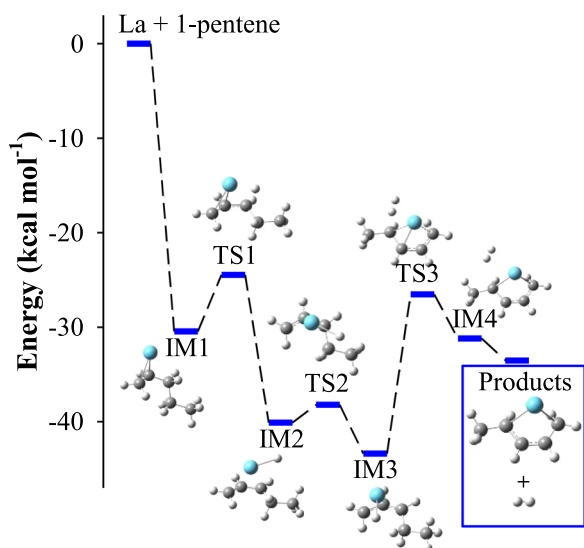 La + 1-pentene
0
-10
-20
-30
-40
Energy (kcal mol⁻¹)
IM1
TS1
IM2
TS2
IM3
TS3
IM4
Products
+